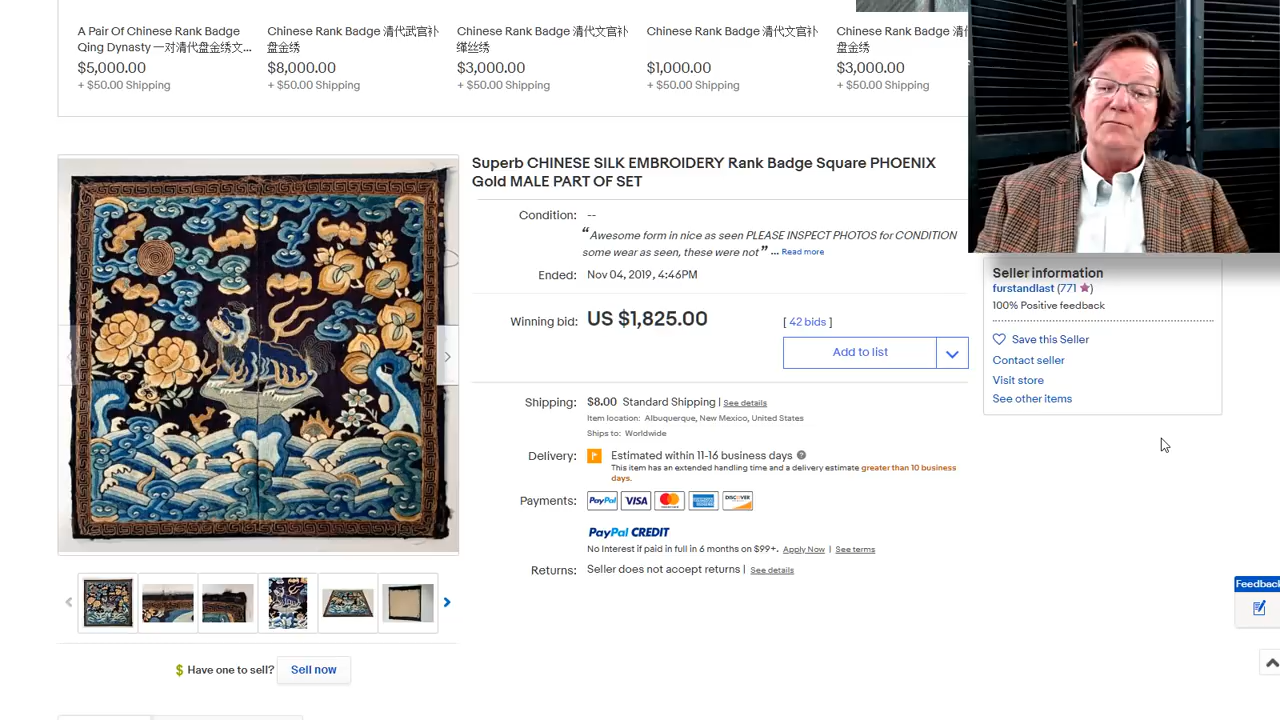 A Pair Of Chinese Rank Badge
Qing Dynasty 一对清代盘金绣文...
$5,000.00
+ $50.00 Shipping
Chinese Rank Badge 清代武官补
盘金绣
$8,000.00
+ $50.00 Shipping
Chinese Rank Badge 清代文官补
缂丝绣
$3,000.00
+ $50.00 Shipping
Chinese Rank Badge 清代文官补
$1,000.00
+ $50.00 Shipping
Chinese Rank Badge 清
盘金绣
$3,000.00
+ $50.00 Shipping
Superb CHINESE SILK EMBROIDERY Rank Badge Square PHOENIX
Gold MALE PART OF SET
Condition: --
“Awesome form in nice as seen PLEASE INSPECT PHOTOS for CONDITION
some wear as seen, these were not” ... Read more
Ended: Nov 04, 2019, 4:46PM
Winning bid: US $1,825.00 [ 42 bids ]
Add to list
Shipping: $8.00 Standard Shipping | See details
Item location: Albuquerque, New Mexico, United States
Ships to: Worldwide
Delivery: Estimated within 11-16 business days
This item has an extended handling time and a delivery estimate greater than 10 business
days.
Payments: PayPal VISA MasterCard AMERICAN EXPRESS DISCOVER
PayPal CREDIT
No Interest if paid in full in 6 months on $99+. Apply Now | See terms
Returns: Seller does not accept returns | See details
Seller information
furstandlast (771)
100% Positive feedback
Save this Seller
Contact seller
Visit store
See other items
$ Have one to sell? Sell now
Feedback